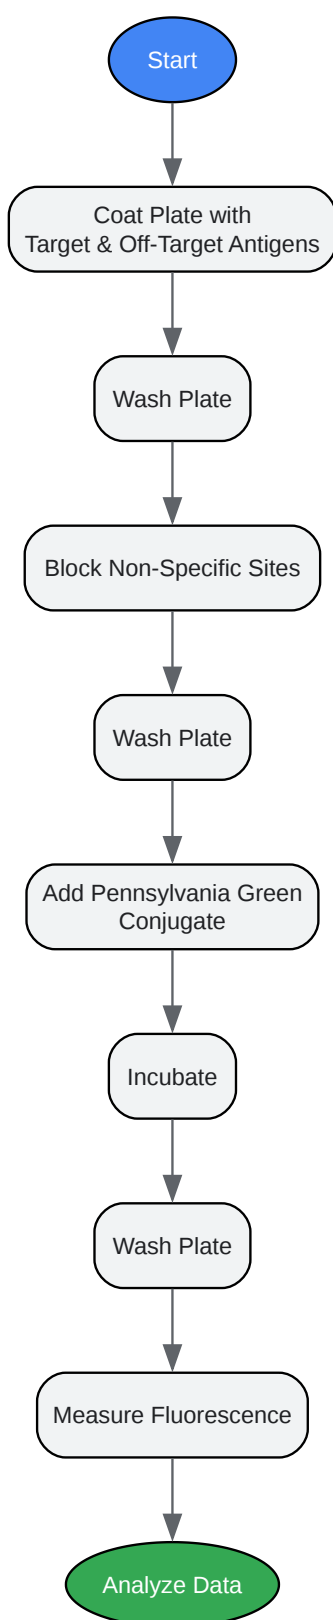 Start
Coat Plate with
Target & Off-Target Antigens
Wash Plate
Block Non-Specific Sites
Wash Plate
Add Pennsylvania Green
Conjugate
Incubate
Wash Plate
Measure Fluorescence
Analyze Data